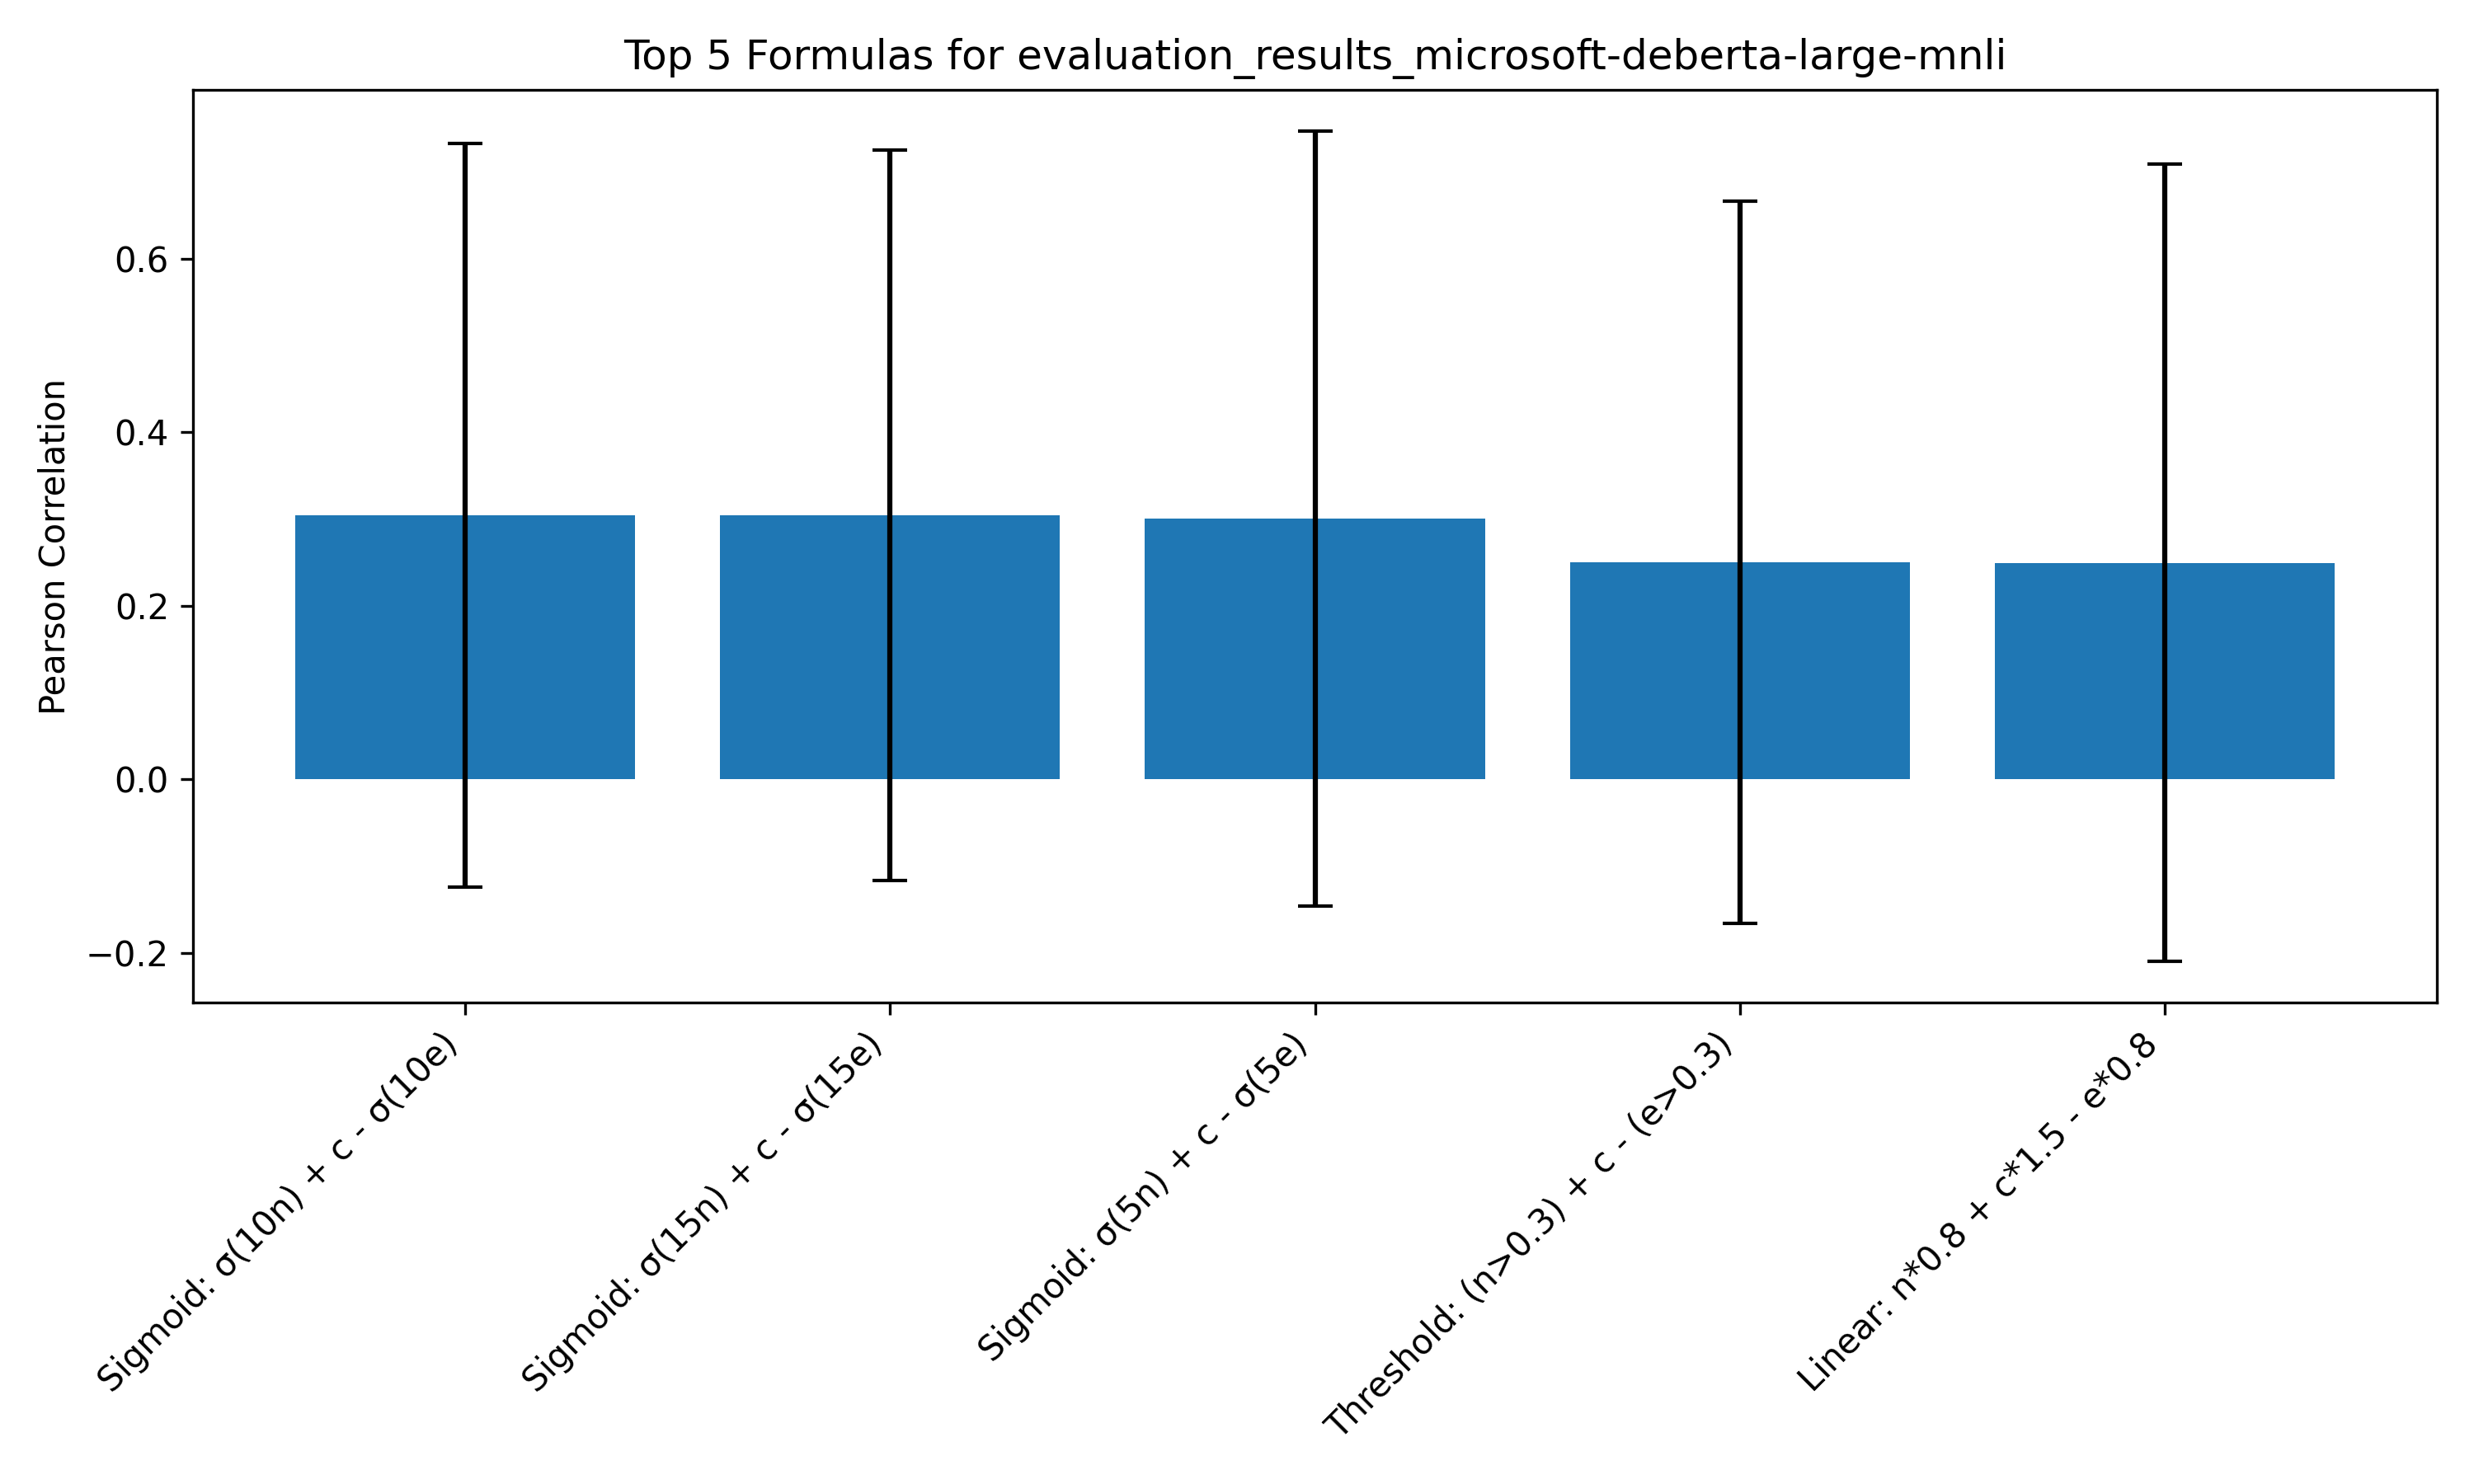 Top 5 Formulas for evaluation_results_microsoft-deberta-large-mnli
Pearson Correlation
0.6
0.4
0.2
0.0
−0.2
Sigmoid: σ(10n) + c - σ(10e)
Sigmoid: σ(15n) + c - σ(15e)
Sigmoid: σ(5n) + c - σ(5e)
Threshold: (n>0.3) + c - (e>0.3)
Linear: n*0.8 + c*1.5 - e*0.8